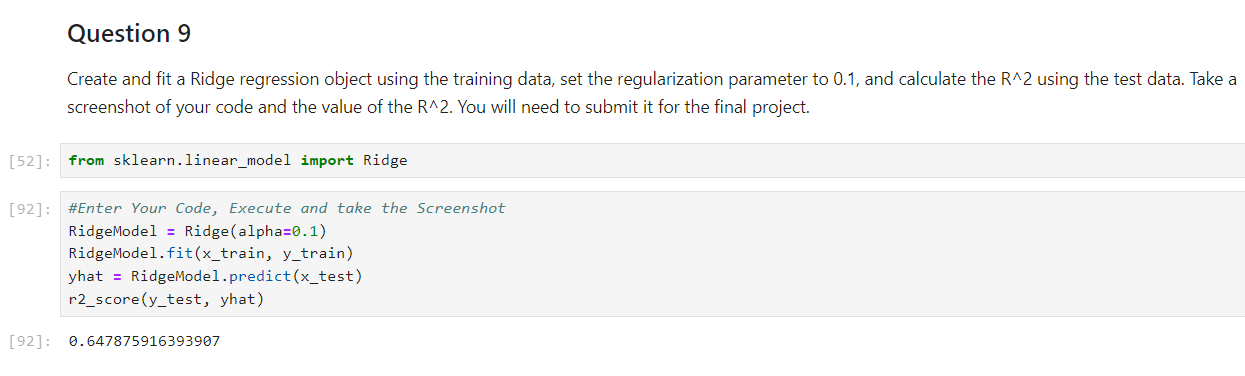 Question 9
Create and fit a Ridge regression object using the training data, set the regularization parameter to 0.1, and calculate the R^2 using the test data. Take a
screenshot of your code and the value of the R^2. You will need to submit it for the final project.
[52]: from sklearn.linear_model import Ridge
[92]: #Enter Your Code, Execute and take the Screenshot
RidgeModel = Ridge(alpha=0.1)
RidgeModel.fit(x_train, y_train)
yhat = RidgeModel.predict(x_test)
r2_score(y_test, yhat)
[92]: 0.647875916393907